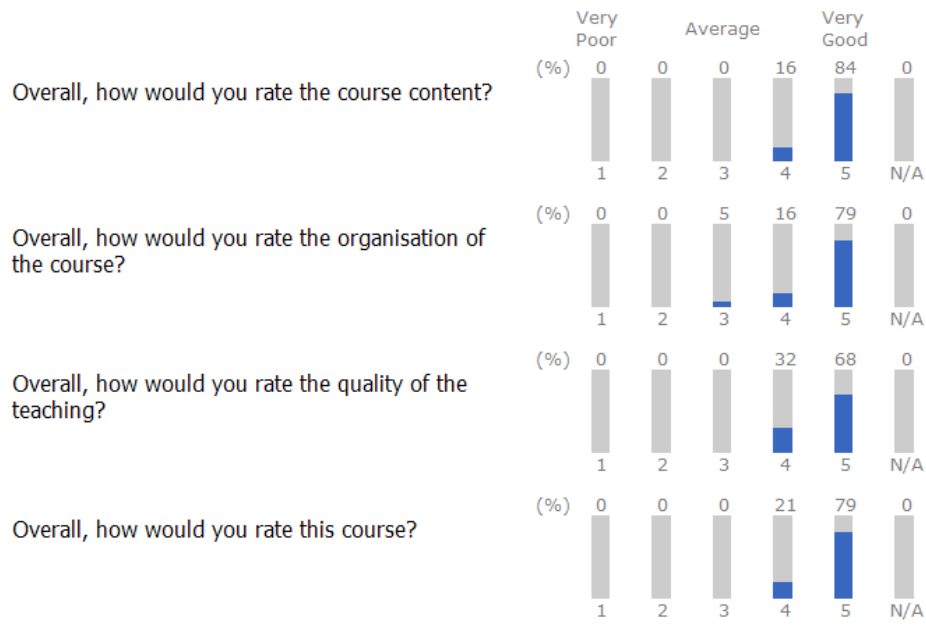 Very Poor Average Very Good
(%) 0 0 0 16 84 0
Overall, how would you rate the course content?
1 2 3 4 5 N/A
(%) 0 0 5 16 79 0
Overall, how would you rate the organisation of
the course?
1 2 3 4 5 N/A
(%) 0 0 0 32 68 0
Overall, how would you rate the quality of the
teaching?
1 2 3 4 5 N/A
(%) 0 0 0 21 79 0
Overall, how would you rate this course?
1 2 3 4 5 N/A